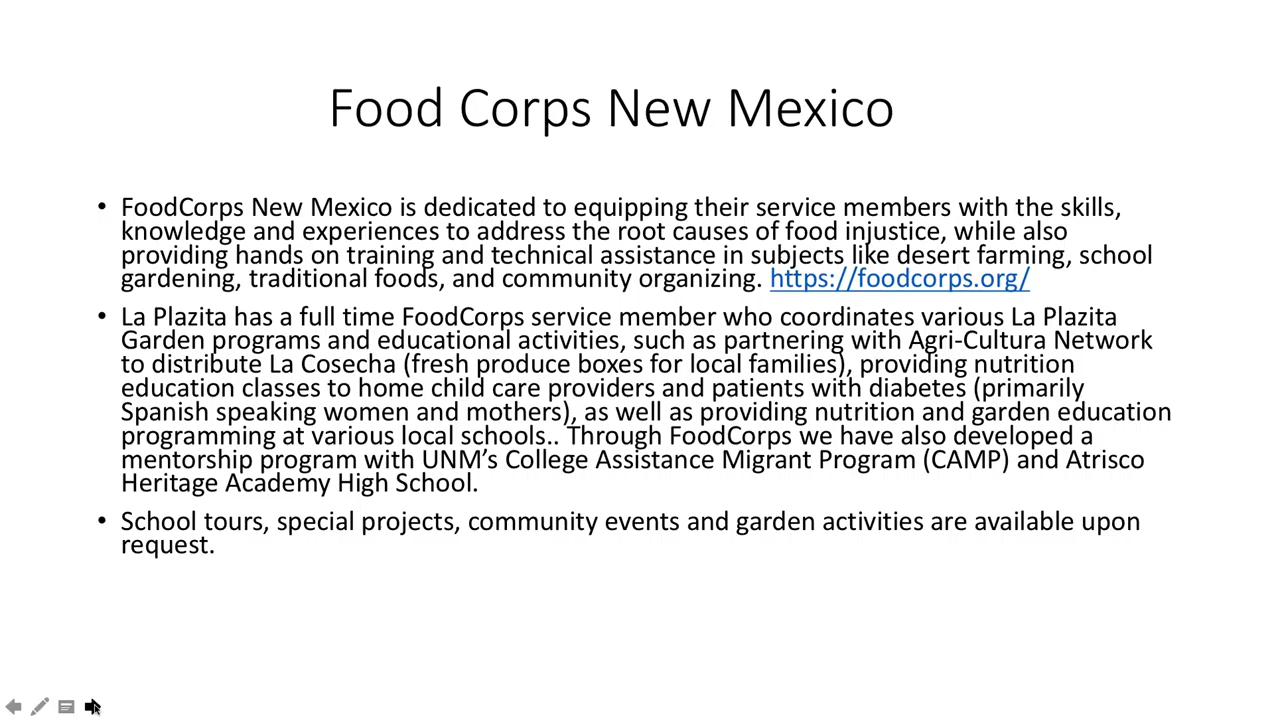 Food Corps New Mexico
• FoodCorps New Mexico is dedicated to equipping their service members with the skills,
knowledge and experiences to address the root causes of food injustice, while also
providing hands on training and technical assistance in subjects like desert farming, school
gardening, traditional foods, and community organizing. https://foodcorps.org/
• La Plazita has a full time FoodCorps service member who coordinates various La Plazita
Garden programs and educational activities, such as partnering with Agri-Cultura Network
to distribute La Cosecha (fresh produce boxes for local families), providing nutrition
education classes to home child care providers and patients with diabetes (primarily
Spanish speaking women and mothers), as well as providing nutrition and garden education
programming at various local schools.. Through FoodCorps we have also developed a
mentorship program with UNM’s College Assistance Migrant Program (CAMP) and Atrisco
Heritage Academy High School.
• School tours, special projects, community events and garden activities are available upon
request.